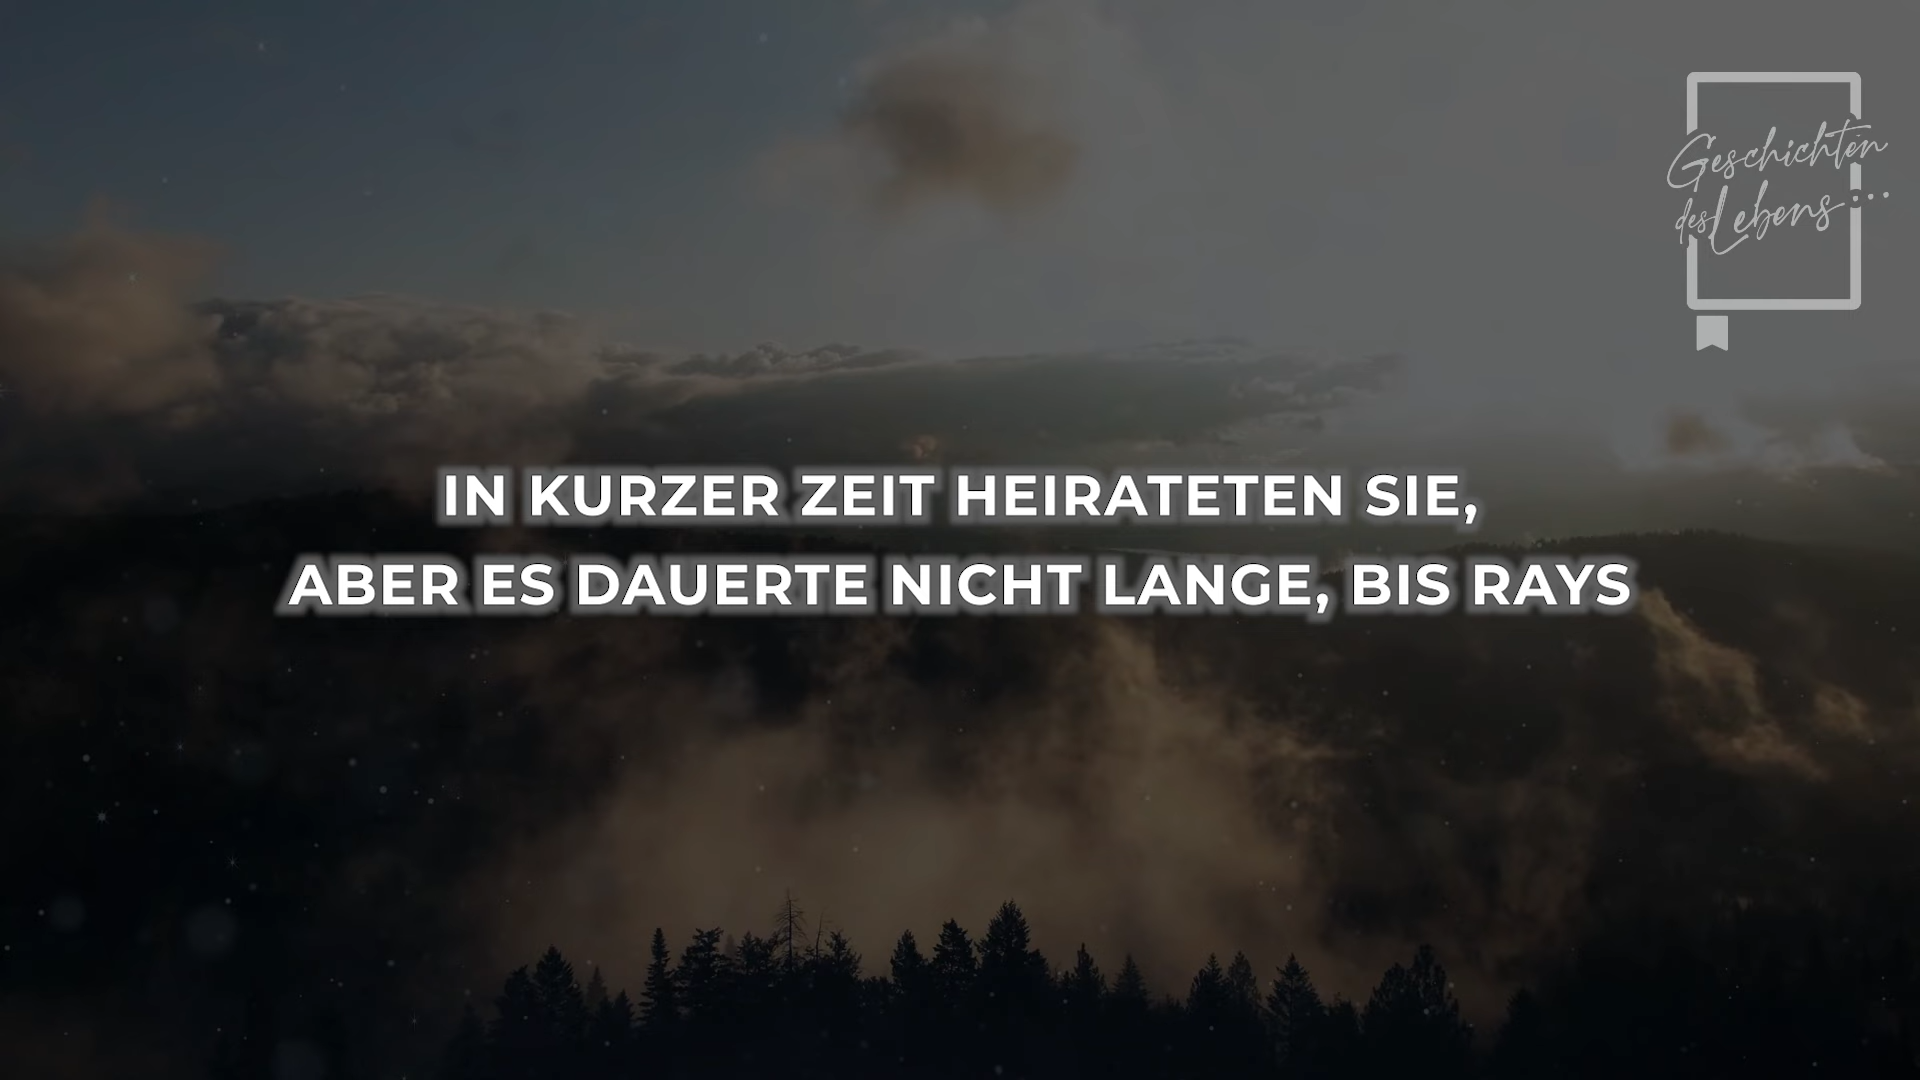 Geschichten
des Lebens...
IN KURZER ZEIT HEIRATETEN SIE,
ABER ES DAUERTE NICHT LANGE, BIS RAYS